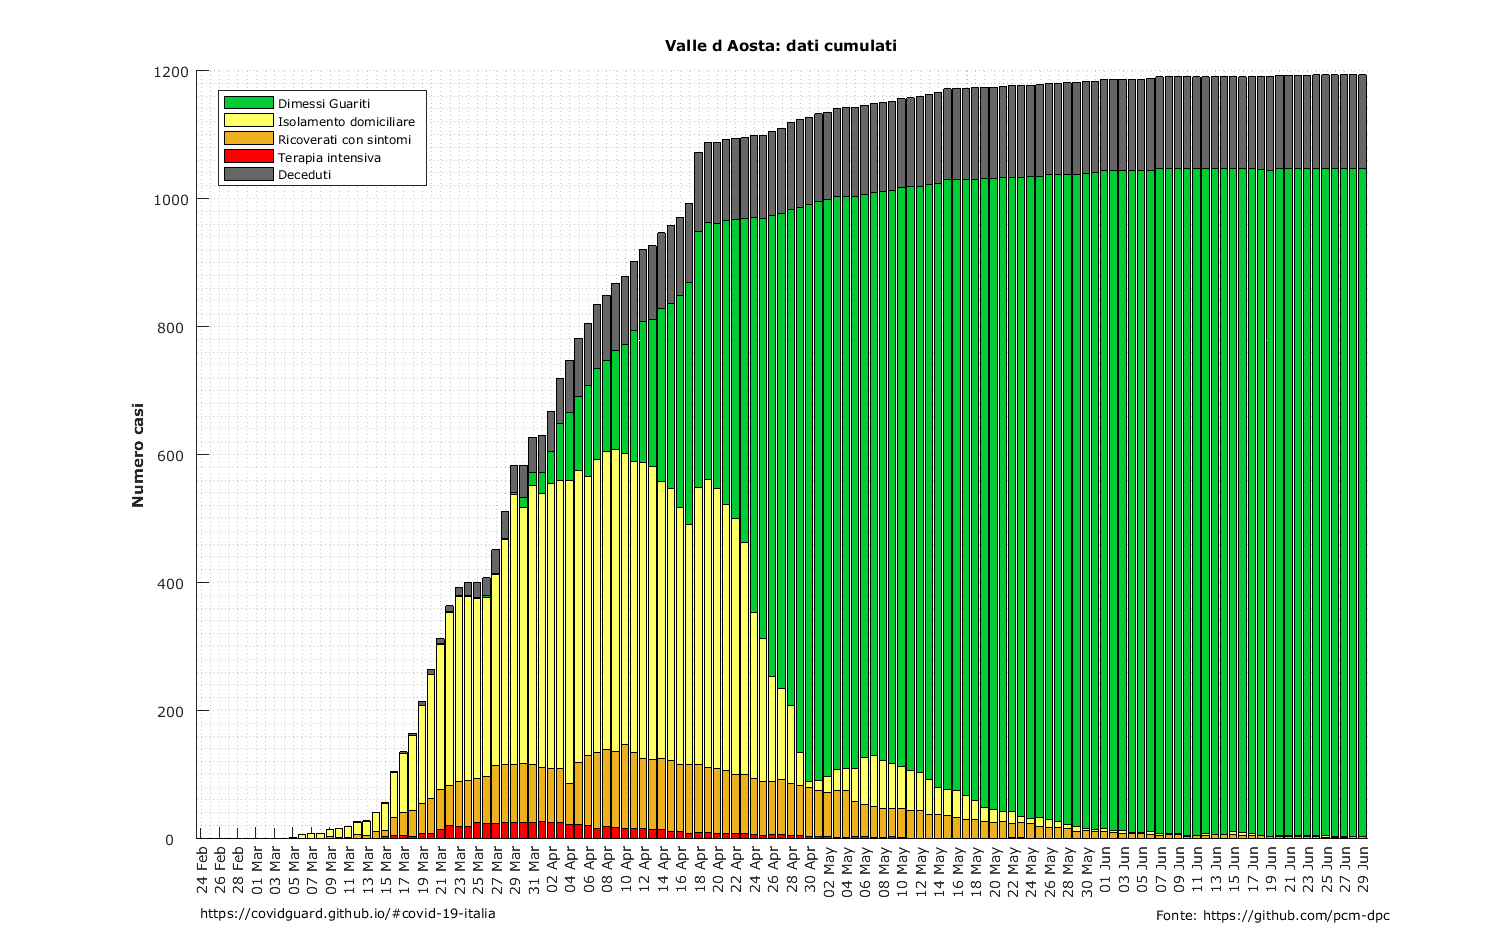 Valle d Aosta: dati cumulati
1200
1000
800
600
400
200
0
Numero casi
Dimessi Guariti
Isolamento domiciliare
Ricoverati con sintomi
Terapia intensiva
Deceduti
24 Feb
26 Feb
28 Feb
01 Mar
03 Mar
05 Mar
07 Mar
09 Mar
11 Mar
13 Mar
15 Mar
17 Mar
19 Mar
21 Mar
23 Mar
25 Mar
27 Mar
29 Mar
31 Mar
02 Apr
04 Apr
06 Apr
08 Apr
10 Apr
12 Apr
14 Apr
16 Apr
18 Apr
20 Apr
22 Apr
24 Apr
26 Apr
28 Apr
30 Apr
02 May
04 May
06 May
08 May
10 May
12 May
14 May
16 May
18 May
20 May
22 May
24 May
26 May
28 May
30 May
01 Jun
03 Jun
05 Jun
07 Jun
09 Jun
11 Jun
13 Jun
15 Jun
17 Jun
19 Jun
21 Jun
23 Jun
25 Jun
27 Jun
29 Jun
https://covidguard.github.io/#covid-19-italia
Fonte: https://github.com/pcm-dpc